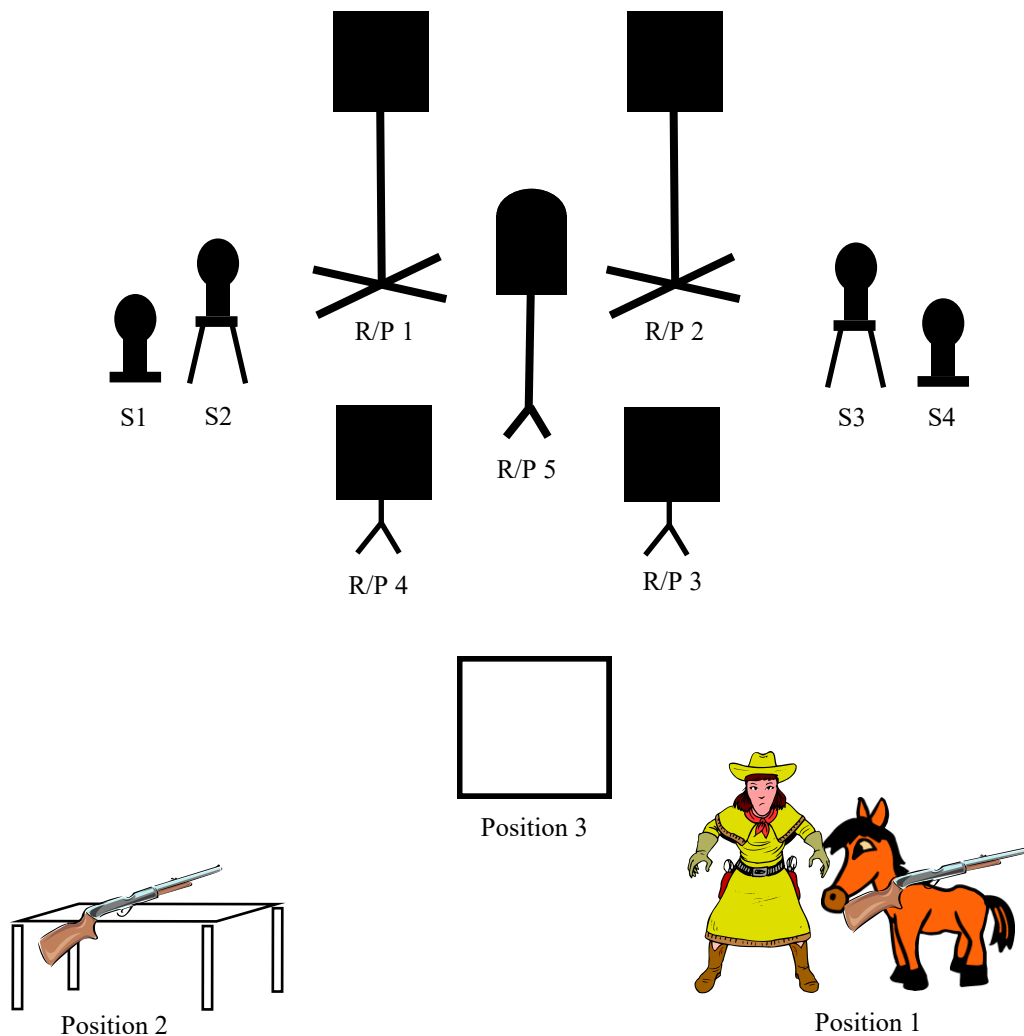 R/P 1
R/P 2
S1
S2
S3
S4
R/P 5
R/P 4
R/P 3
Position 3
Position 2
Position 1